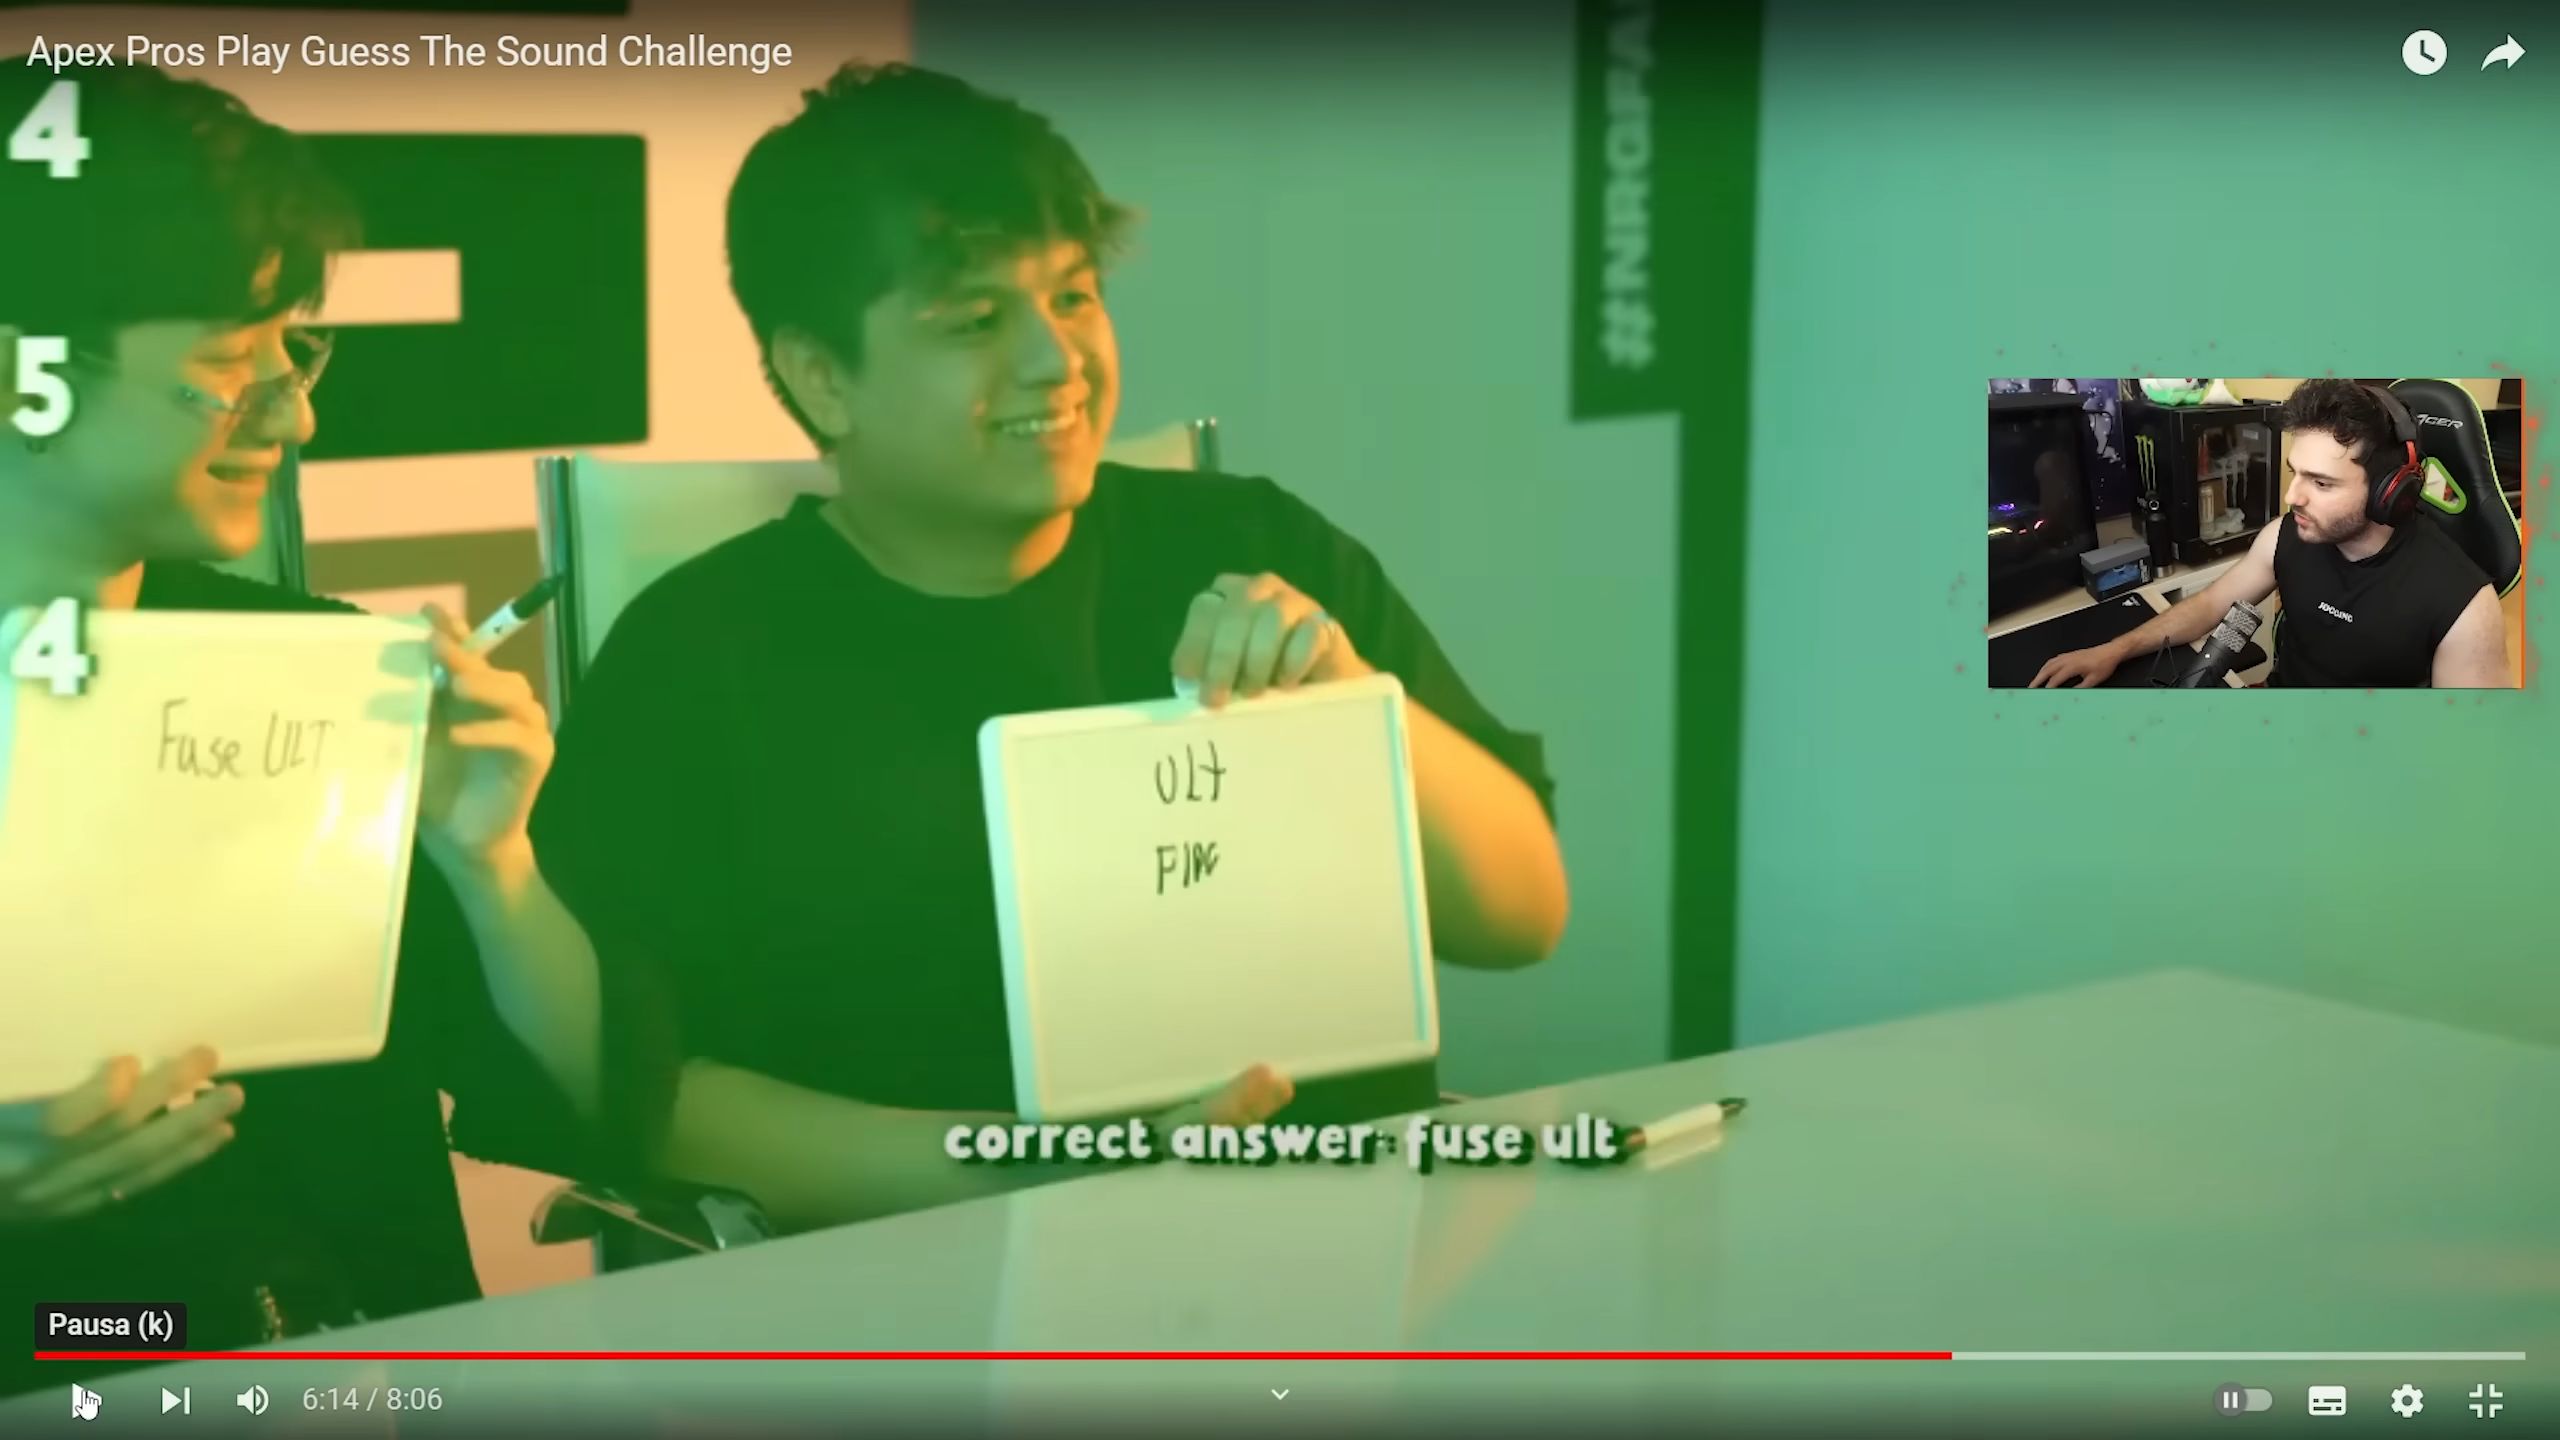 Apex Pros Play Guess The Sound Challenge
4
5
4
#NROFA
Fuse ULT
ULT
correct answer: fuse ult
Pausa (k)
6:14 / 8:06